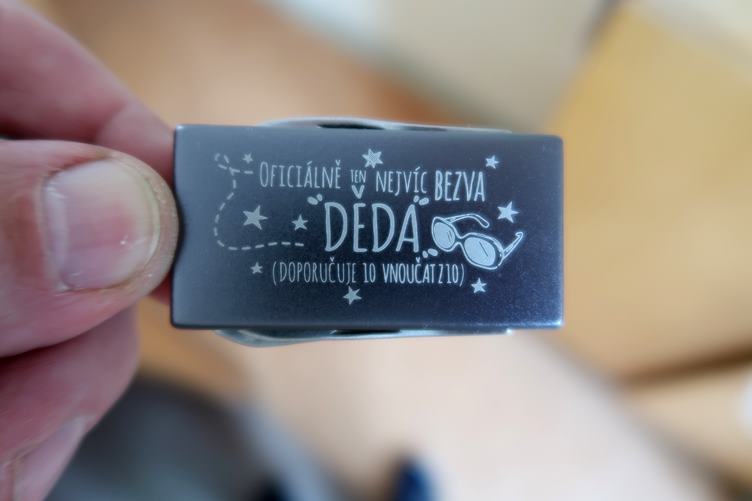 OFICIÁLNĚ TEN NEJVÍC BEZVA
DĚDA
(DOPORUČUJE 10 VNOUČAT Z 10)